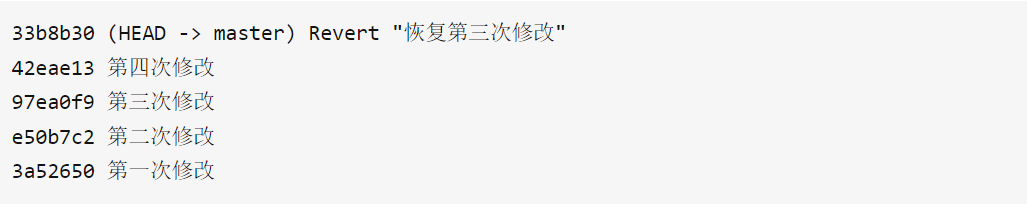 33b8b30 (HEAD -> master) Revert "恢复第三次修改"
42eae13 第四次修改
97ea0f9 第三次修改
e50b7c2 第二次修改
3a52650 第一次修改